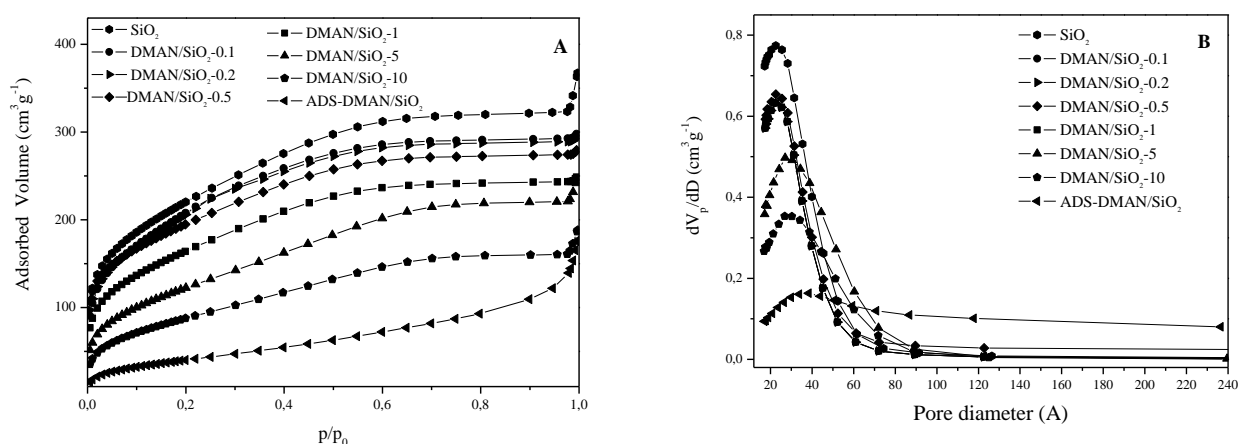 A
SiO2
DMAN/SiO2-0.1
DMAN/SiO2-0.2
DMAN/SiO2-0.5
DMAN/SiO2-1
DMAN/SiO2-5
DMAN/SiO2-10
ADS-DMAN/SiO2
Adsorbed Volume (cm3g-1)
400
300
200
100
0,0 0,2 0,4 0,6 0,8 1,0
p/p0
B
SiO2
DMAN/SiO2-0.1
DMAN/SiO2-0.2
DMAN/SiO2-0.5
DMAN/SiO2-1
DMAN/SiO2-5
DMAN/SiO2-10
ADS-DMAN/SiO2
dVp/dD (cm3g-1)
0,8
0,6
0,4
0,2
0,0
20 40 60 80 100 120 140 160 180 200 220 240
Pore diameter (A)